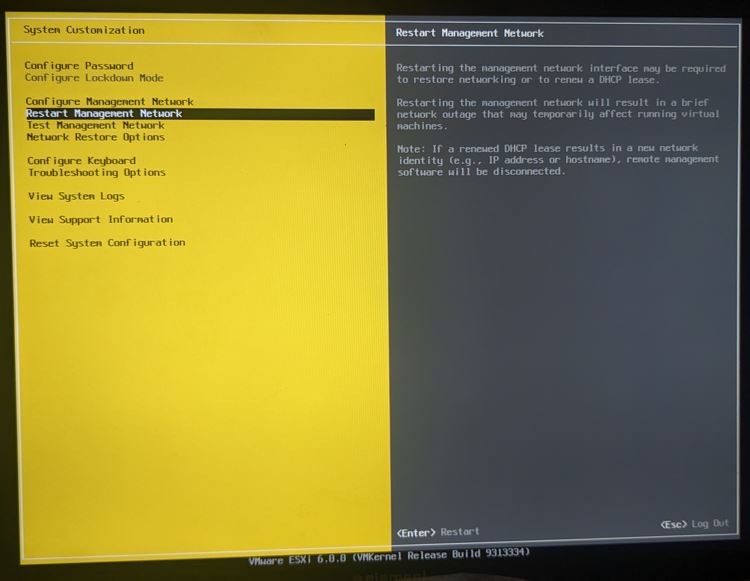 System Customization
Restart Management Network
Configure Password
Configure Lockdown Mode
Configure Management Network
Restart Management Network
Test Management Network
Network Restore Options
Configure Keyboard
Troubleshooting Options
View System Logs
View Support Information
Reset System Configuration
Restarting the management network interface may be required
to restore networking or to renew a DHCP lease.
Restarting the management network will result in a brief
network outage that may temporarily affect running virtual
machines.
Note: If a renewed DHCP lease results in a new network
identity (e.g., IP address or hostname), remote management
software will be disconnected.
<Enter> Restart
<Esc> Log Out
VMware ESXi 6.0.0 (VMKernel Release Build 9313334)